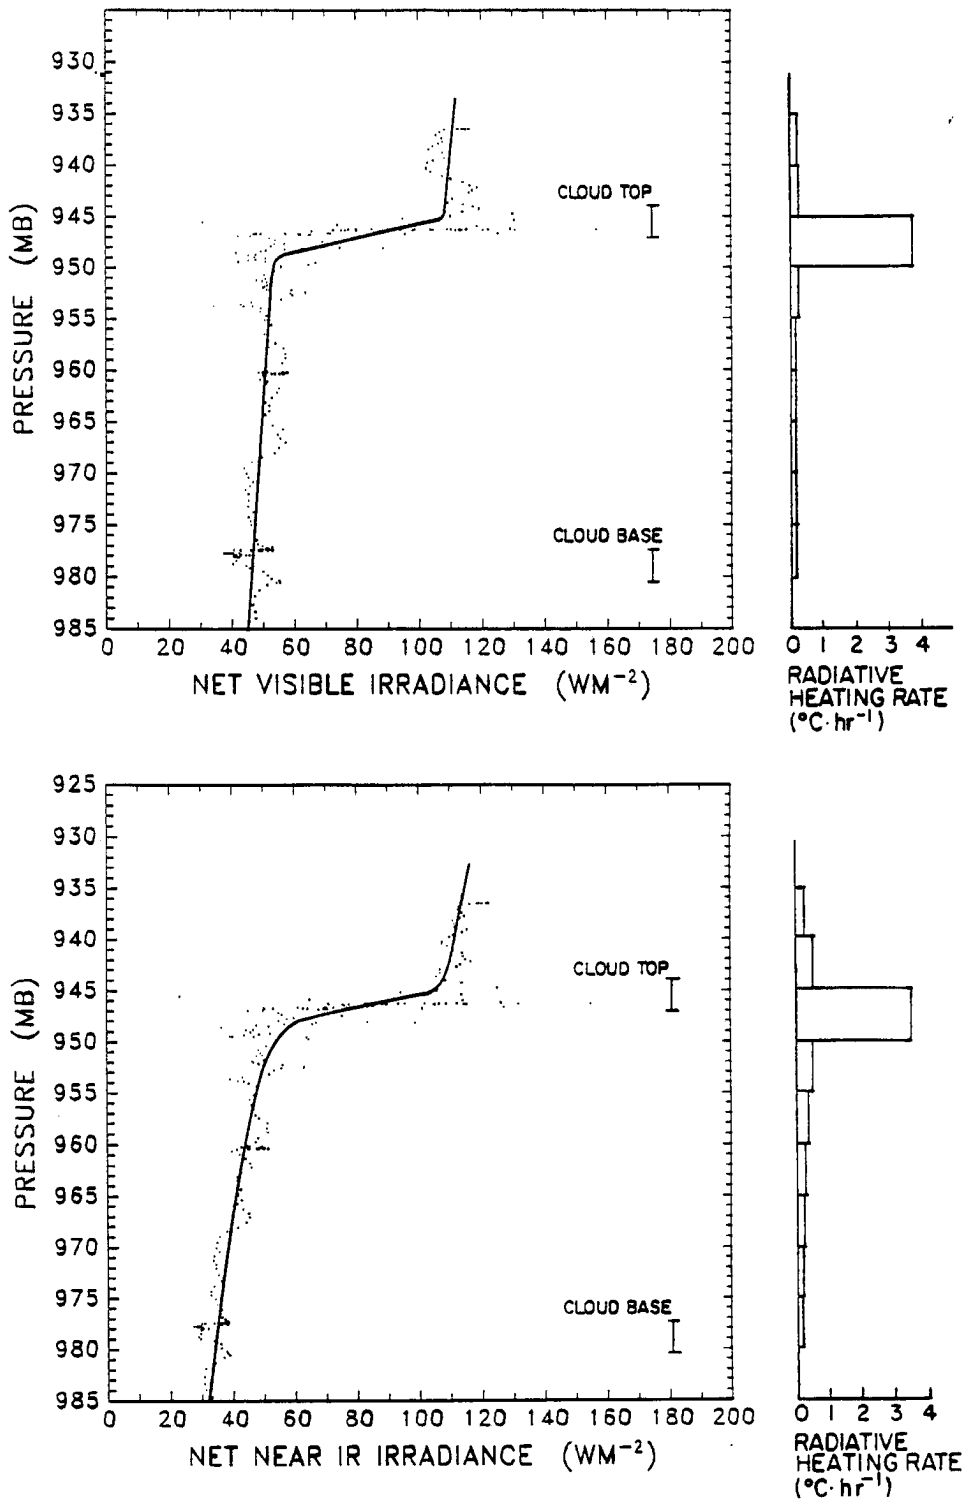 930
935
940
945
950
955
960
965
970
975
980
985
PRESSURE (MB)
CLOUD TOP
CLOUD BASE
0 20 40 60 80 100 120 140 160 180 200
NET VISIBLE IRRADIANCE (WM⁻²)
0 1 2 3 4
RADIATIVE
HEATING RATE
(°C·hr⁻¹)
925
930
935
940
945
950
955
960
965
970
975
980
985
PRESSURE (MB)
CLOUD TOP
CLOUD BASE
0 20 40 60 80 100 120 140 160 180 200
NET NEAR IR IRRADIANCE (WM⁻²)
0 1 2 3 4
RADIATIVE
HEATING RATE
(°C·hr⁻¹)